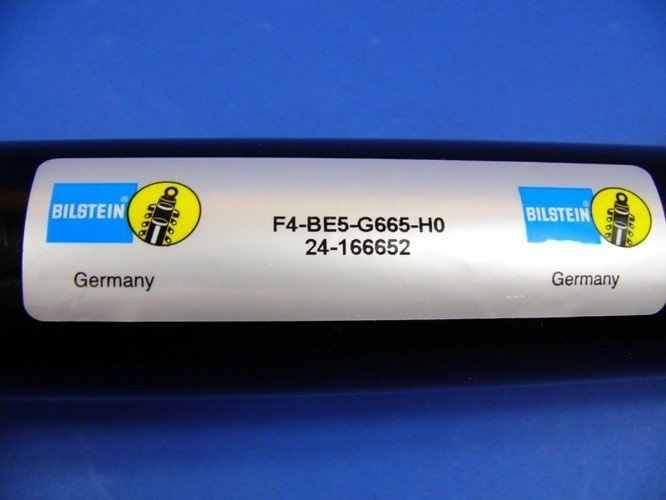 BILSTEIN
Germany
F4-BE5-G665-H0
24-166652
BILSTEIN
Germany